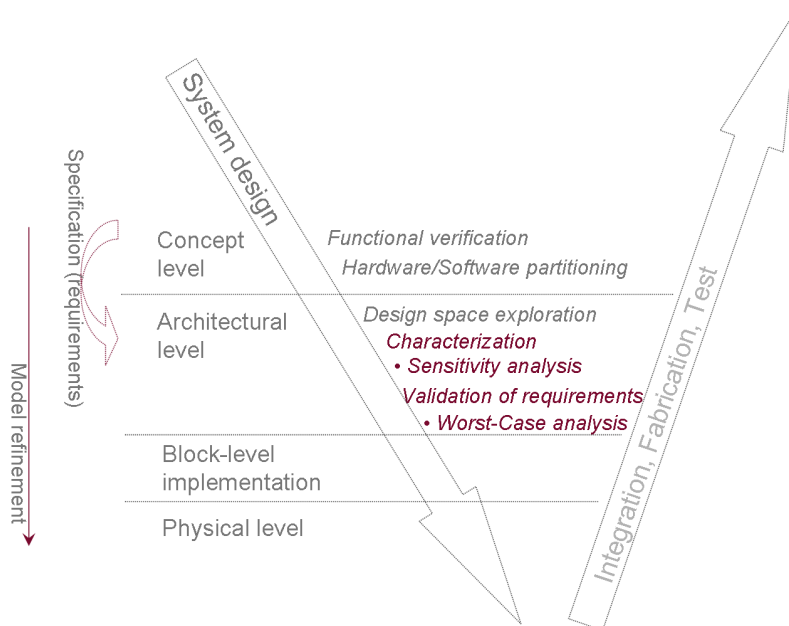 System design
Specification (requirements)
Model refinement
Concept
level
Functional verification
Hardware/Software partitioning
Architectural
level
Design space exploration
Characterization
• Sensitivity analysis
Validation of requirements
• Worst-Case analysis
Block-level
implementation
Physical level
Integration, Fabrication, Test